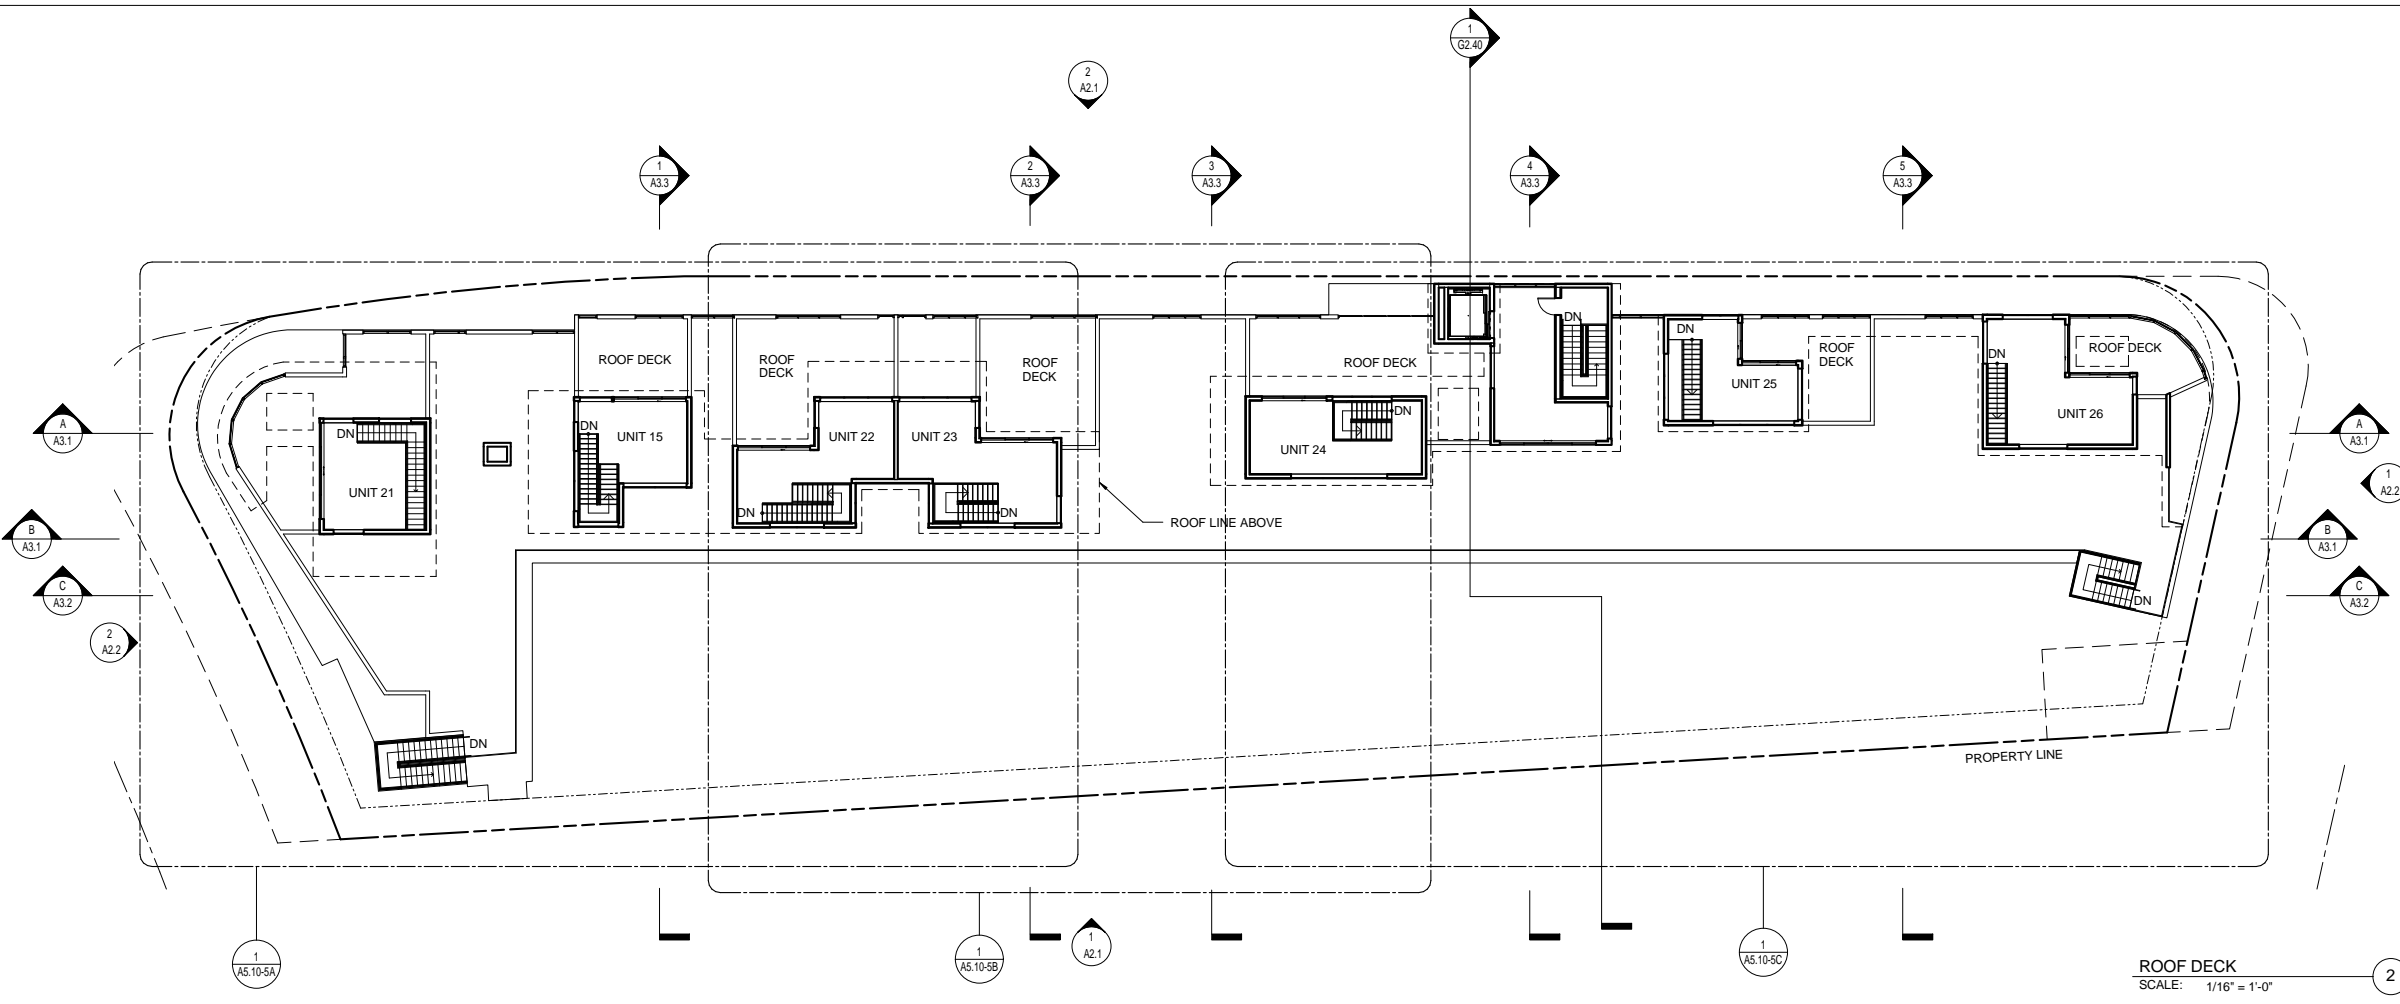 1
G2.40
2
A2.1
1
A3.3
2
A3.3
3
A3.3
4
A3.3
5
A3.3
DN
DN
ROOF DECK
ROOF
DECK
ROOF
DECK
ROOF DECK
ROOF
DECK
DN
ROOF DECK
UNIT 25
UNIT 26
A
A3.1
A
A3.1
DN
DN
UNIT 15
UNIT 22
UNIT 23
DN
UNIT 24
UNIT 21
1
A2.2
DN
DN
ROOF LINE ABOVE
B
A3.1
B
A3.1
C
A3.2
C
A3.2
DN
2
A2.2
DN
PROPERTY LINE
1
A5.10-5A
1
A5.10-5B
1
A2.1
1
A5.10-5C
ROOF DECK
2
SCALE: 1/16" = 1'-0"